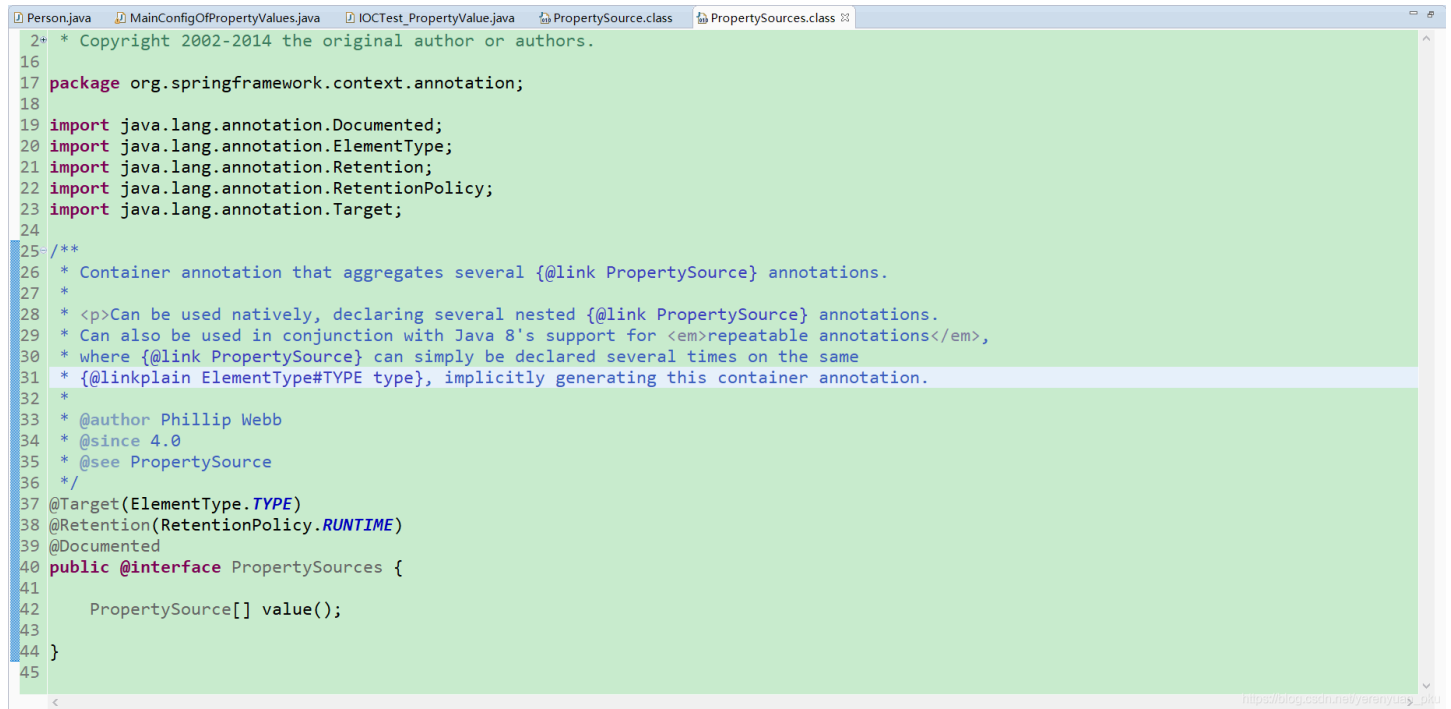 Person.java MainConfigOfPropertyValues.java IOCTest_PropertyValue.java PropertySource.class PropertySources.class
2 * Copyright 2002-2014 the original author or authors.
16
17 package org.springframework.context.annotation;
18
19 import java.lang.annotation.Documented;
20 import java.lang.annotation.ElementType;
21 import java.lang.annotation.Retention;
22 import java.lang.annotation.RetentionPolicy;
23 import java.lang.annotation.Target;
24
25 /**
26 * Container annotation that aggregates several {@link PropertySource} annotations.
27 *
28 * <p>Can be used natively, declaring several nested {@link PropertySource} annotations.
29 * Can also be used in conjunction with Java 8's support for <em>repeatable annotations</em>,
30 * where {@link PropertySource} can simply be declared several times on the same
31 * {@linkplain ElementType#TYPE type}, implicitly generating this container annotation.
32 *
33 * @author Phillip Webb
34 * @since 4.0
35 * @see PropertySource
36 */
37 @Target(ElementType.TYPE)
38 @Retention(RetentionPolicy.RUNTIME)
39 @Documented
40 public @interface PropertySources {
41
42     PropertySource[] value();
43
44 }
45
https://blog.csdn.net/yerenyuan_pku